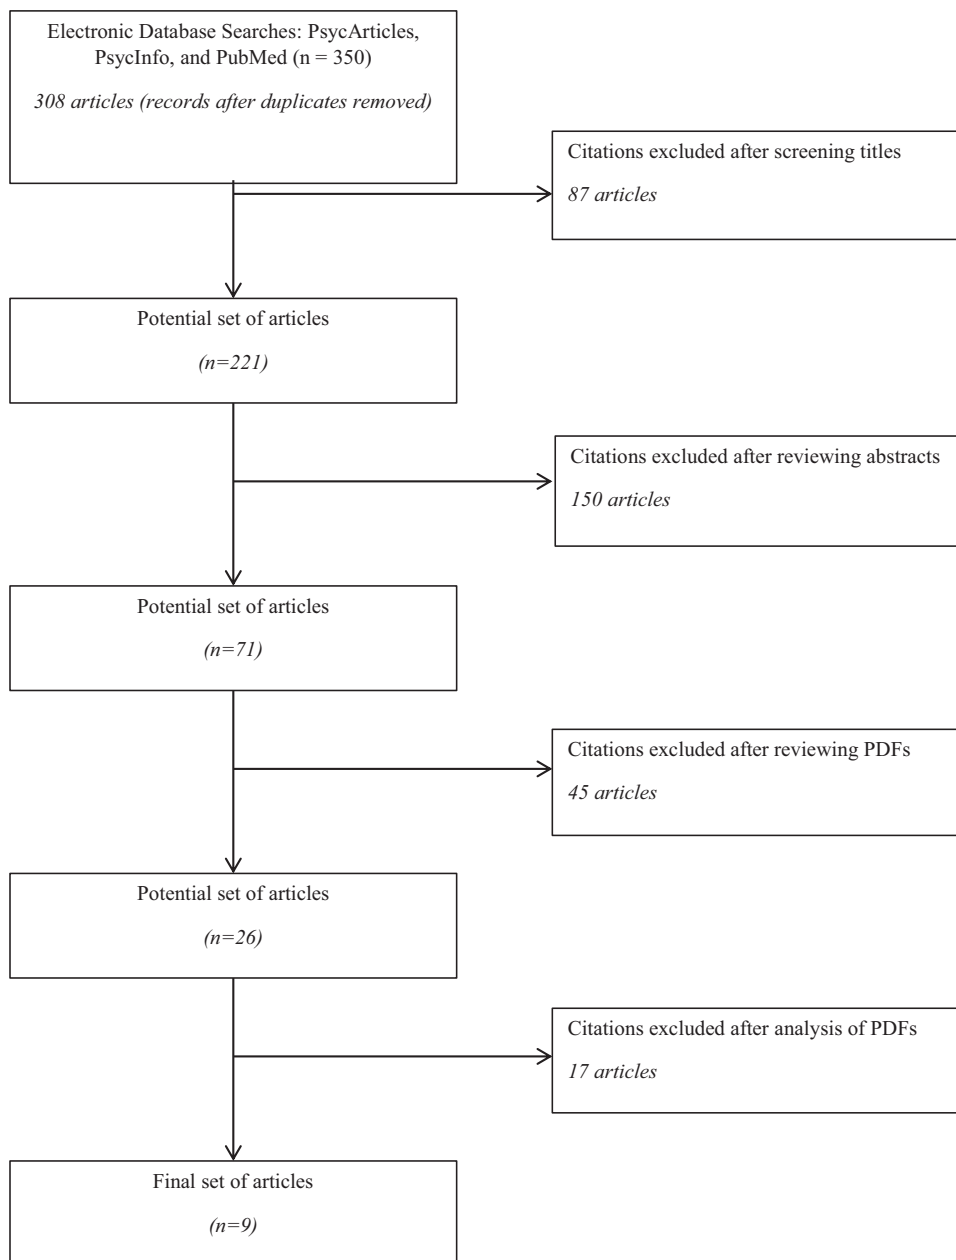 Electronic Database Searches: PsycArticles,
PsycInfo, and PubMed (n = 350)
308 articles (records after duplicates removed)
Citations excluded after screening titles
87 articles
Potential set of articles
(n=221)
Citations excluded after reviewing abstracts
150 articles
Potential set of articles
(n=71)
Citations excluded after reviewing PDFs
45 articles
Potential set of articles
(n=26)
Citations excluded after analysis of PDFs
17 articles
Final set of articles
(n=9)